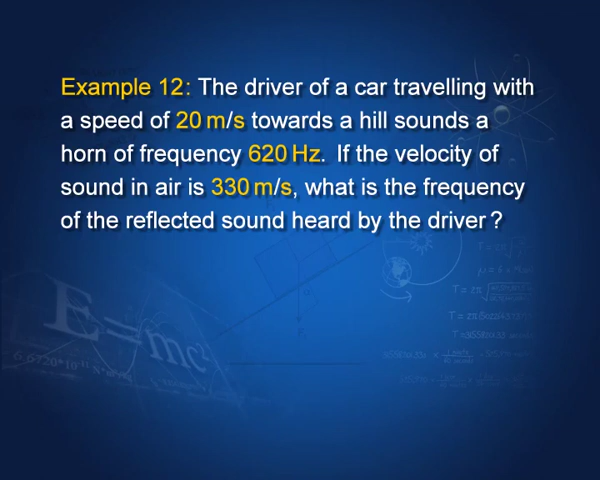 Example 12: The driver of a car travelling with
a speed of 20 m/s towards a hill sounds a
horn of frequency 620 Hz. If the velocity of
sound in air is 330 m/s, what is the frequency
of the reflected sound heard by the driver ?
E=mc²